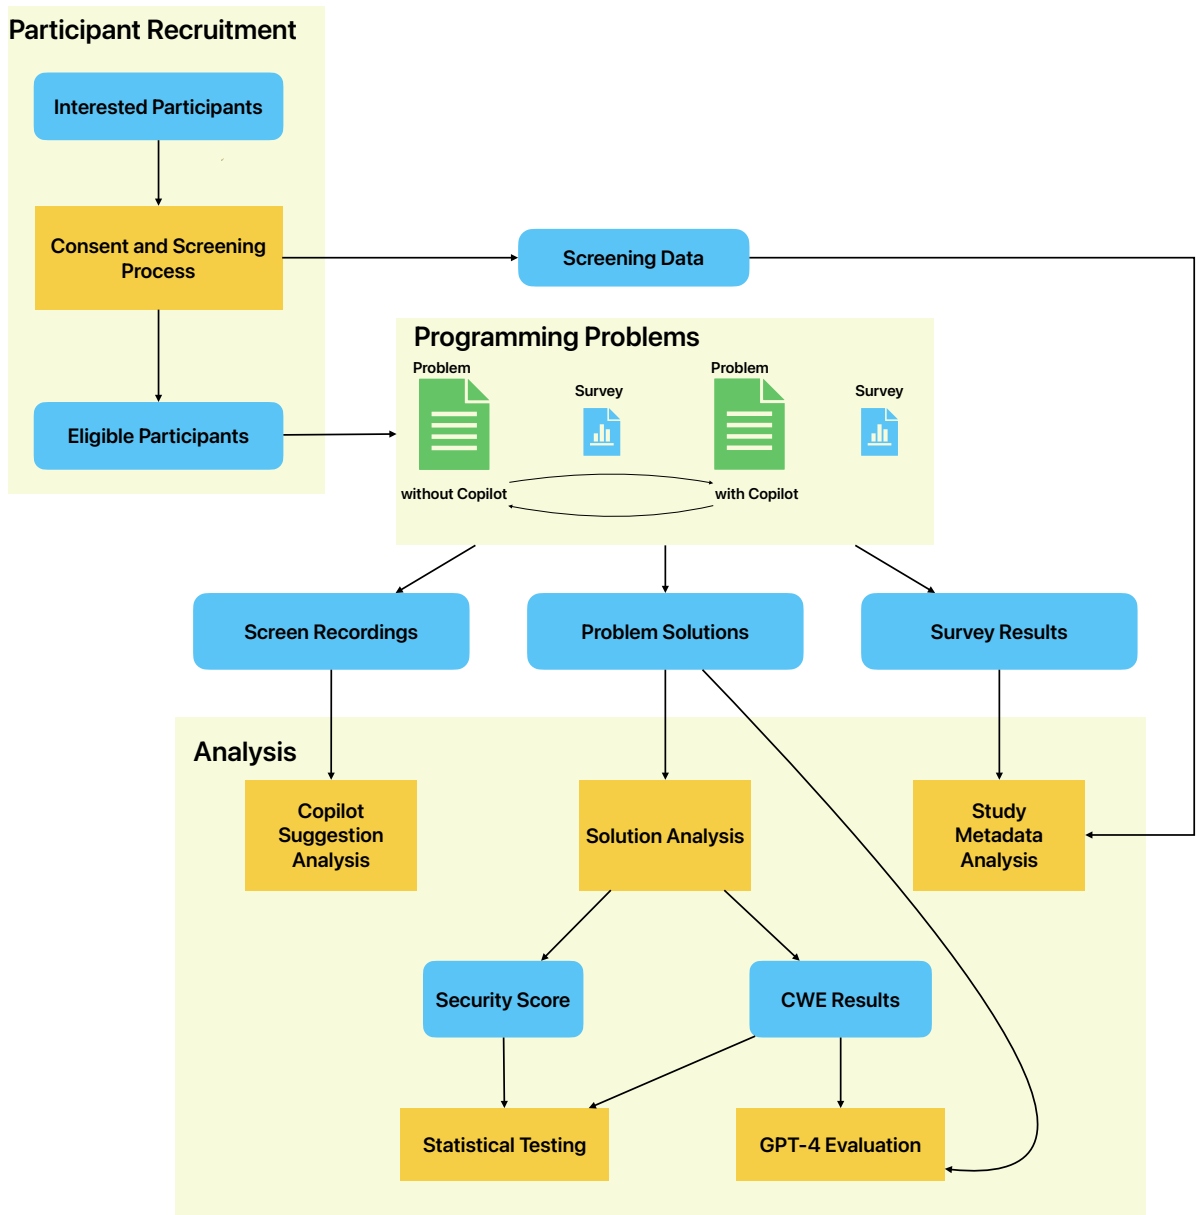 Participant Recruitment
Interested Participants
Consent and Screening
Process
Screening Data
Eligible Participants
Programming Problems
Problem
Survey
Problem
Survey
without Copilot
with Copilot
Screen Recordings
Problem Solutions
Survey Results
Analysis
Copilot
Suggestion
Analysis
Solution Analysis
Study
Metadata
Analysis
Security Score
CWE Results
Statistical Testing
GPT-4 Evaluation